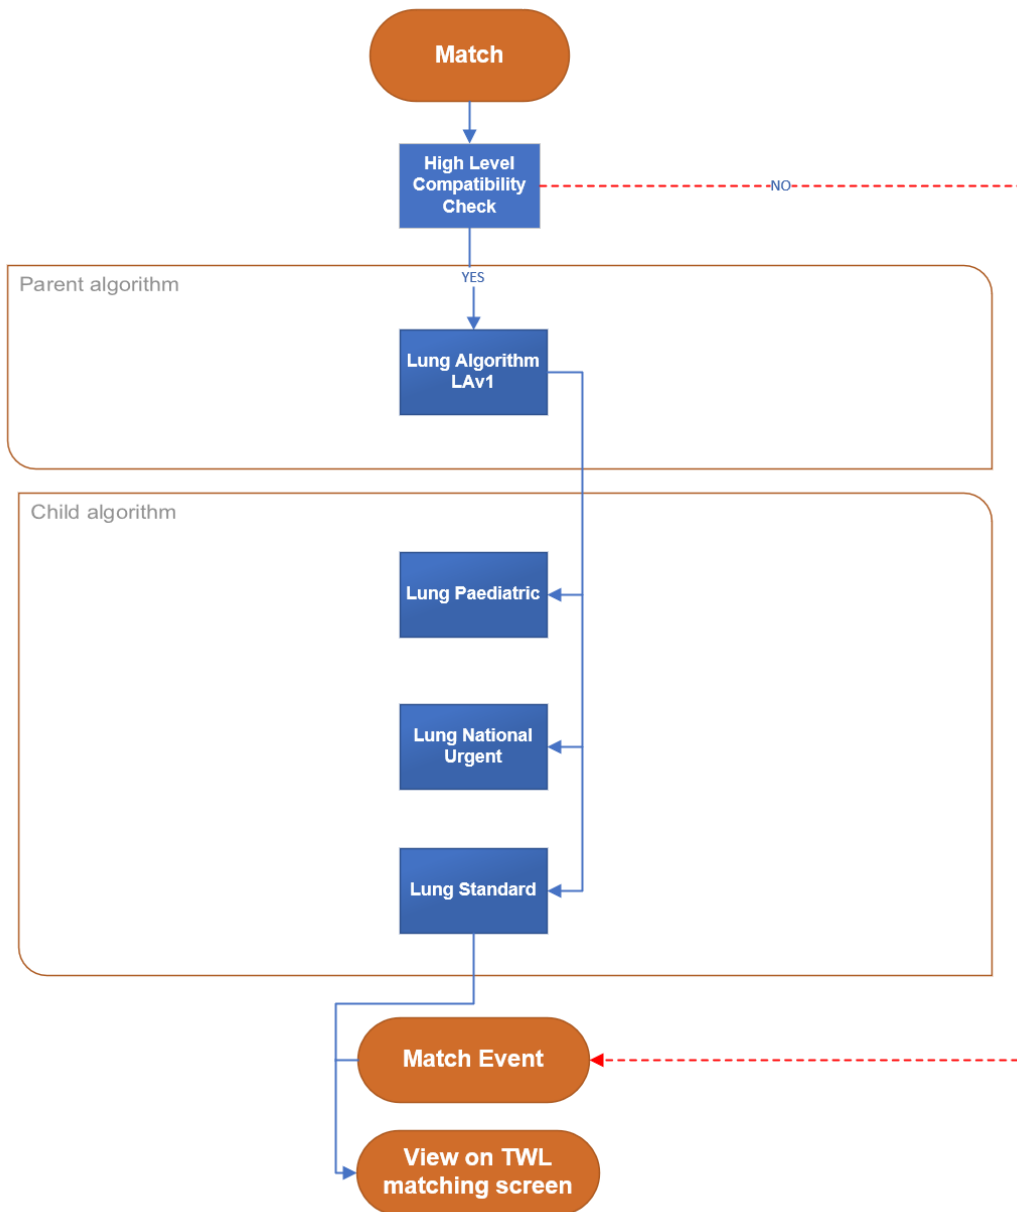 Match
High Level
Compatibility
Check
NO
YES
Parent algorithm
Lung Algorithm
LAv1
Child algorithm
Lung Paediatric
Lung National
Urgent
Lung Standard
Match Event
View on TWL
matching screen